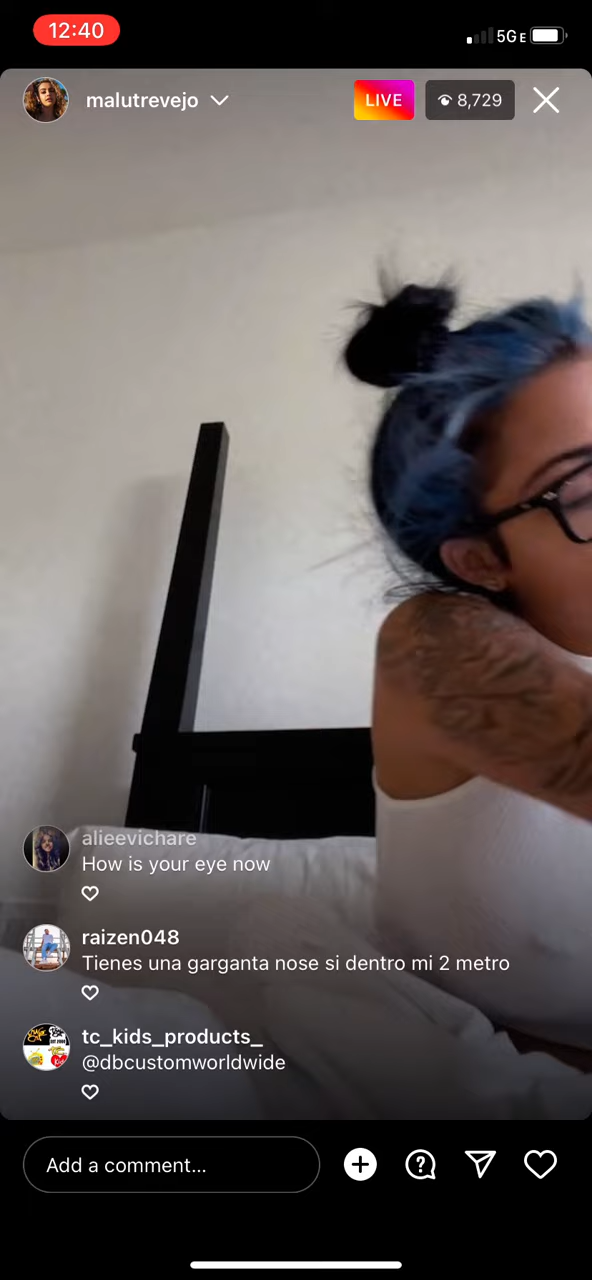 12:40
5GE
malutrevejo
LIVE
8,729
alieevichare
How is your eye now
raizen048
Tienes una garganta nose si dentro mi 2 metro
tc_kids_products_
@dbcustomworldwide
Add a comment...